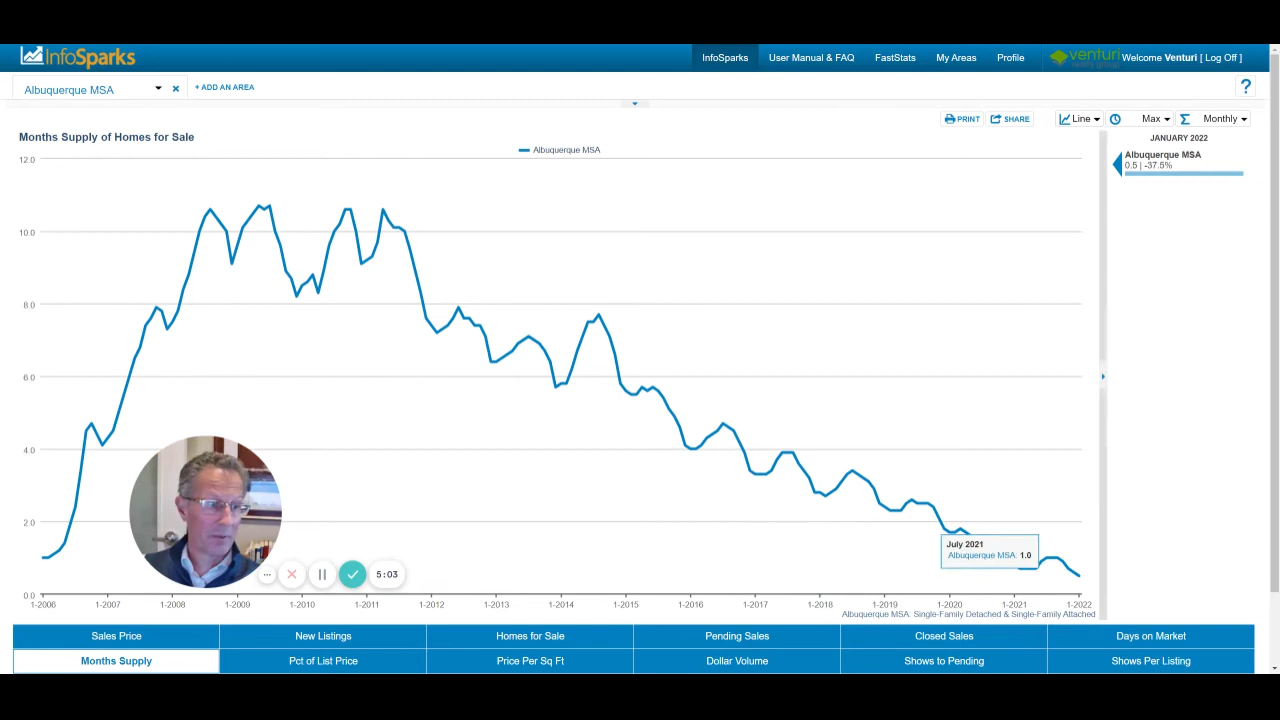 InfoSparks
InfoSparks
User Manual & FAQ
FastStats
My Areas
Profile
venturi
Welcome Venturi [ Log Off ]
Albuquerque MSA
+ ADD AN AREA
?
PRINT
SHARE
Line
Max
Monthly
Months Supply of Homes for Sale
Albuquerque MSA
JANUARY 2022
Albuquerque MSA
0.5 | -37.5%
12.0
10.0
8.0
6.0
4.0
2.0
0.0
July 2021
Albuquerque MSA: 1.0
5:03
1-2006 1-2007 1-2008 1-2009 1-2010 1-2011 1-2012 1-2013 1-2014 1-2015 1-2016 1-2017 1-2018 1-2019 1-2020 1-2021 1-2022
Albuquerque MSA: Single-Family Detached & Single-Family Attached
Sales Price New Listings Homes for Sale Pending Sales Closed Sales Days on Market
Months Supply Pct of List Price Price Per Sq Ft Dollar Volume Shows to Pending Shows Per Listing